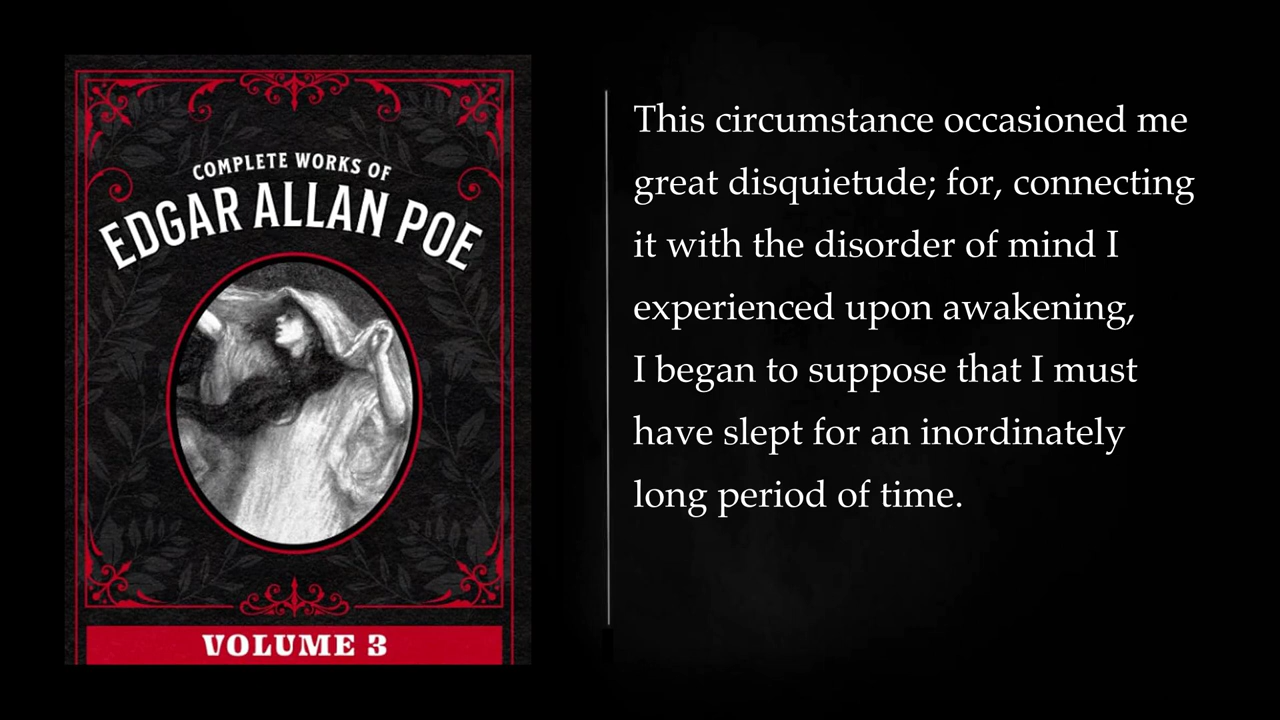 COMPLETE WORKS OF
EDGAR ALLAN POE
VOLUME 3
This circumstance occasioned me
great disquietude; for, connecting
it with the disorder of mind I
experienced upon awakening,
I began to suppose that I must
have slept for an inordinately
long period of time.